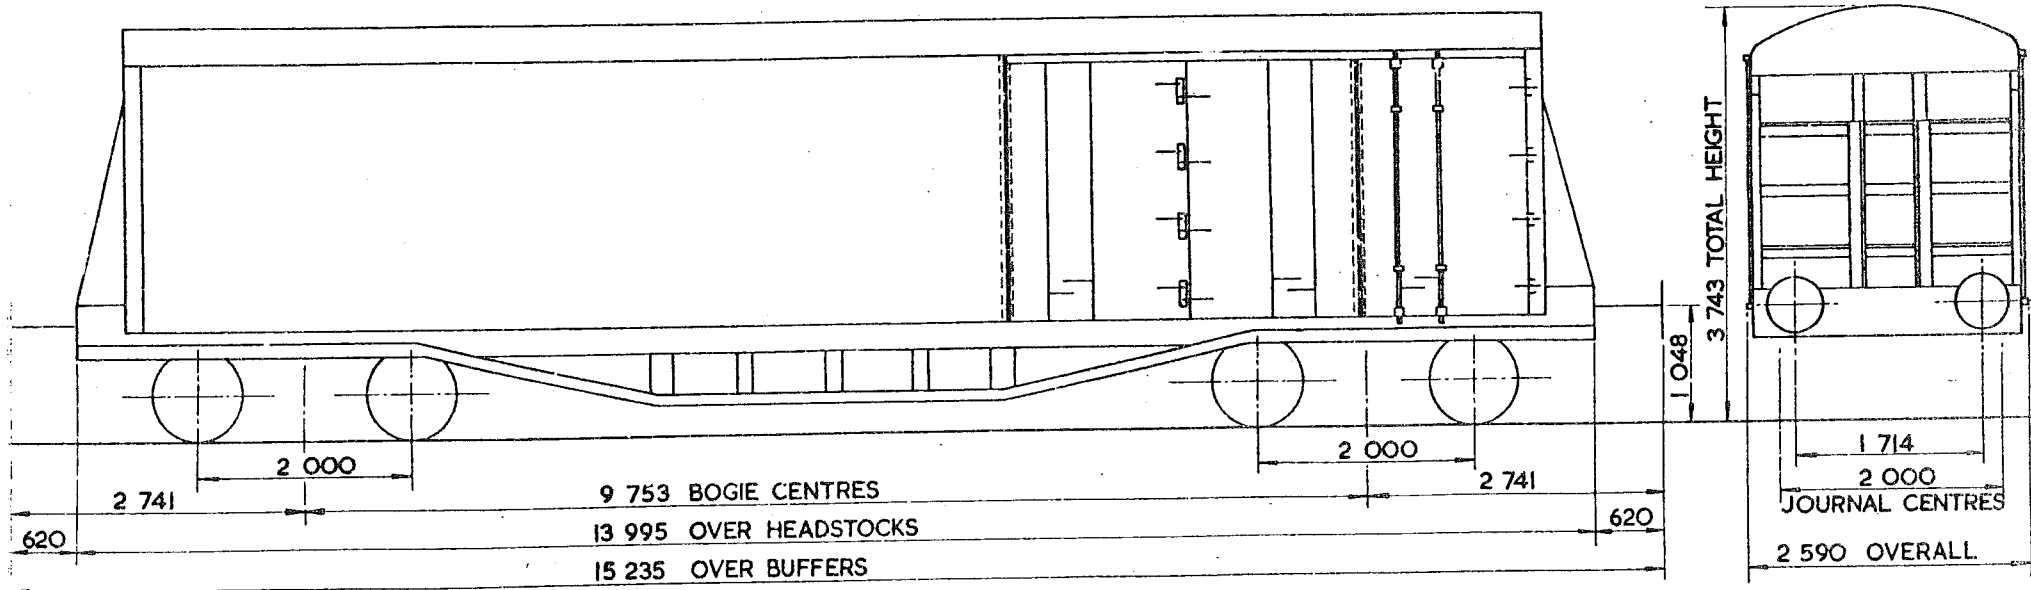 3 743 TOTAL HEIGHT
1 048
2 000
2 000
1 714
2 741
9 753 BOGIE CENTRES
2 741
2 000
JOURNAL CENTRES
620
13 995 OVER HEADSTOCKS
620
2 590 OVERALL
15 235 OVER BUFFERS